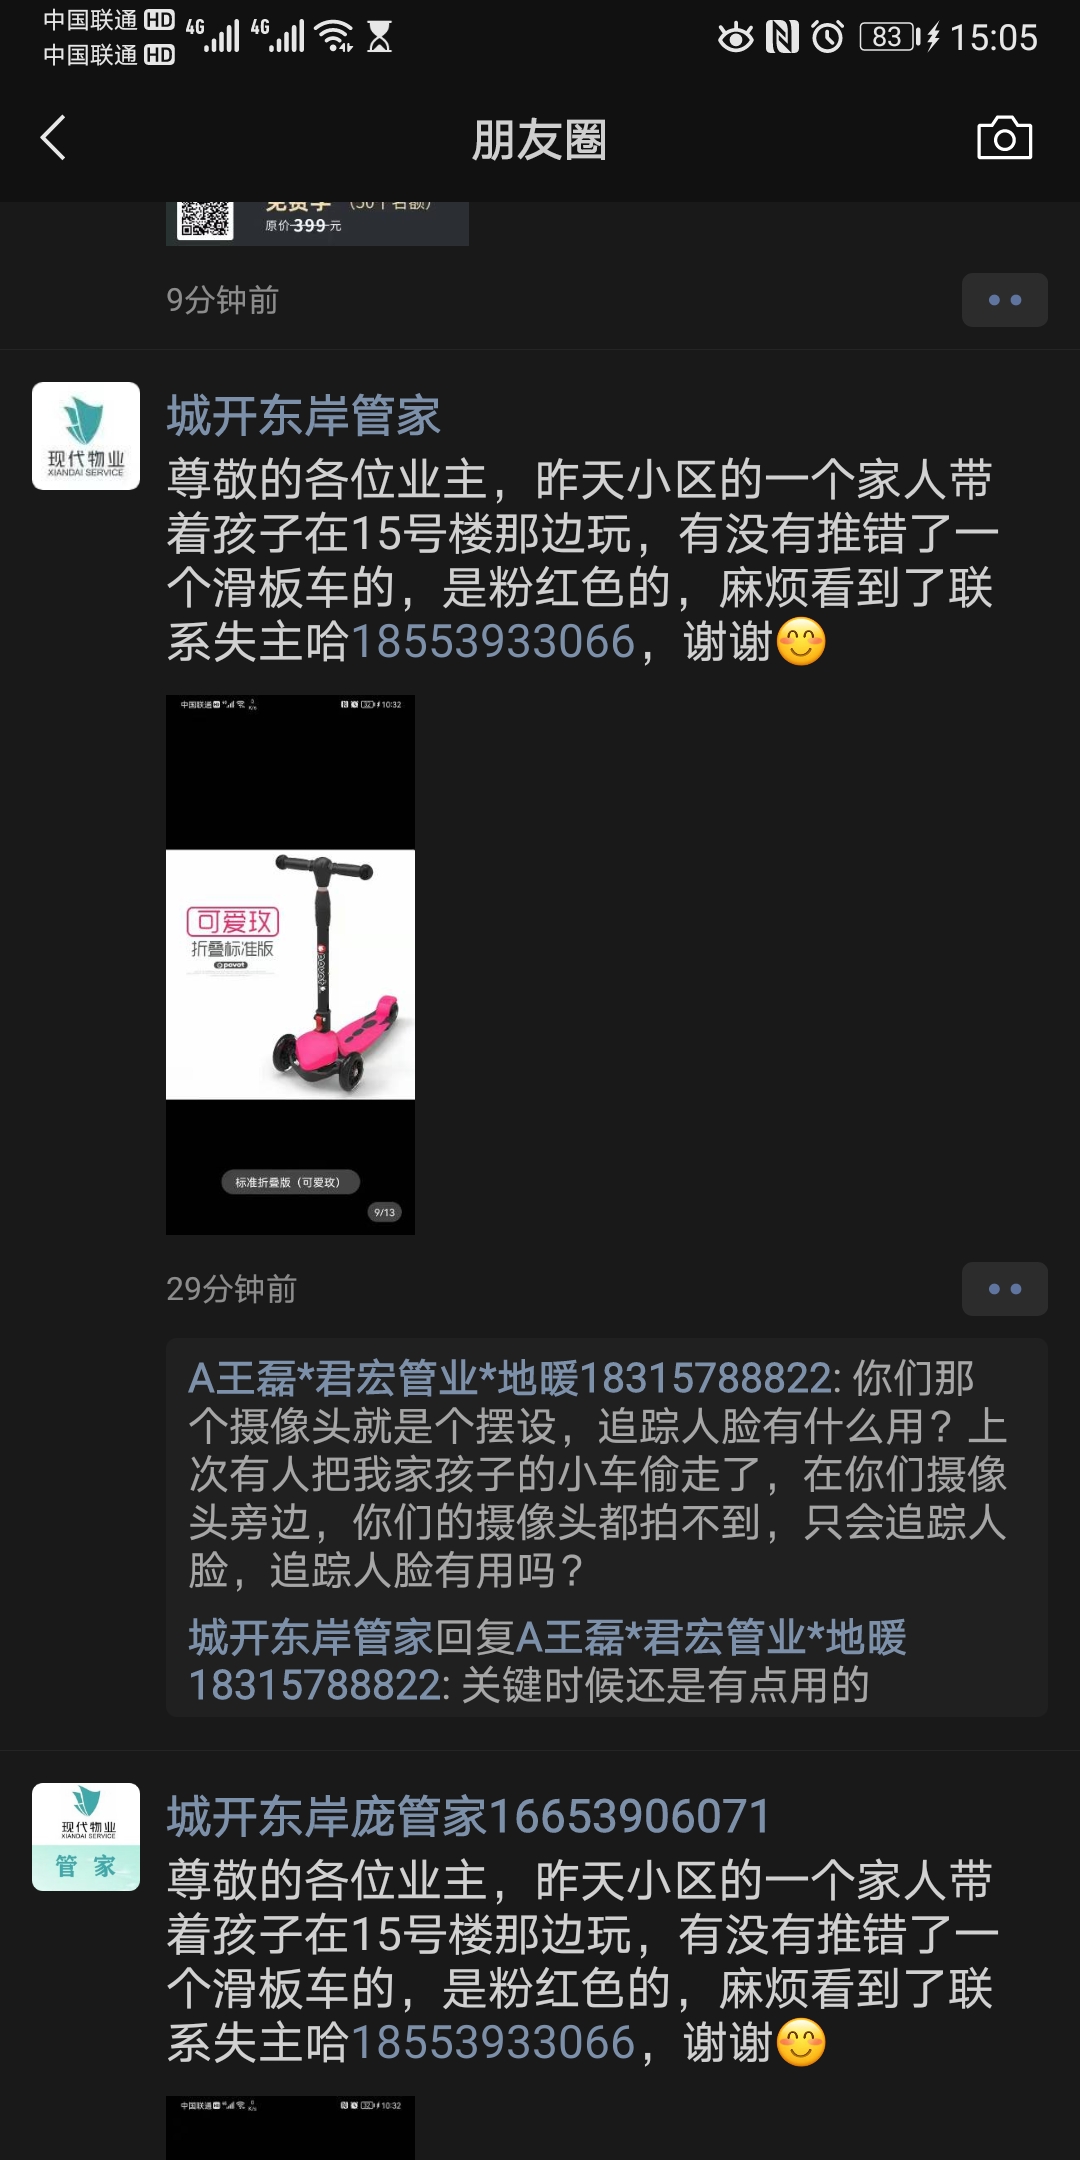 中国联通 HD 4G 4G 83 15:05
中国联通 HD
朋友圈
免费学 (50个名额)
原价399元
9分钟前
现代物业
XIANDAI SERVICE
城开东岸管家
尊敬的各位业主，昨天小区的一个家人带
着孩子在15号楼那边玩，有没有推错了一
个滑板车的，是粉红色的，麻烦看到了联
系失主哈18553933066，谢谢😊
中国联通 10:32
可爱玫
折叠标准版
标准折叠版（可爱玫）
9/13
29分钟前
A王磊*君宏管业*地暖18315788822: 你们那
个摄像头就是个摆设，追踪人脸有什么用？上
次有人把我家孩子的小车偷走了，在你们摄像
头旁边，你们的摄像头都拍不到，只会追踪人
脸，追踪人脸有用吗？
城开东岸管家回复A王磊*君宏管业*地暖
18315788822: 关键时候还是有点用的
现代物业
XIANDAI SERVICE
管 家
城开东岸庞管家16653906071
尊敬的各位业主，昨天小区的一个家人带
着孩子在15号楼那边玩，有没有推错了一
个滑板车的，是粉红色的，麻烦看到了联
系失主哈18553933066，谢谢😊
中国联通 10:32